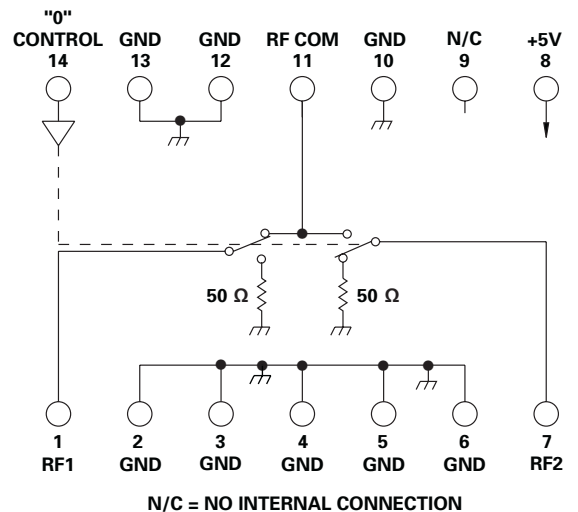 "0"
CONTROL GND GND RF COM GND N/C +5V
14 13 12 11 10 9 8
50 Ω 50 Ω
1 2 3 4 5 6 7
RF1 GND GND GND GND GND RF2
N/C = NO INTERNAL CONNECTION